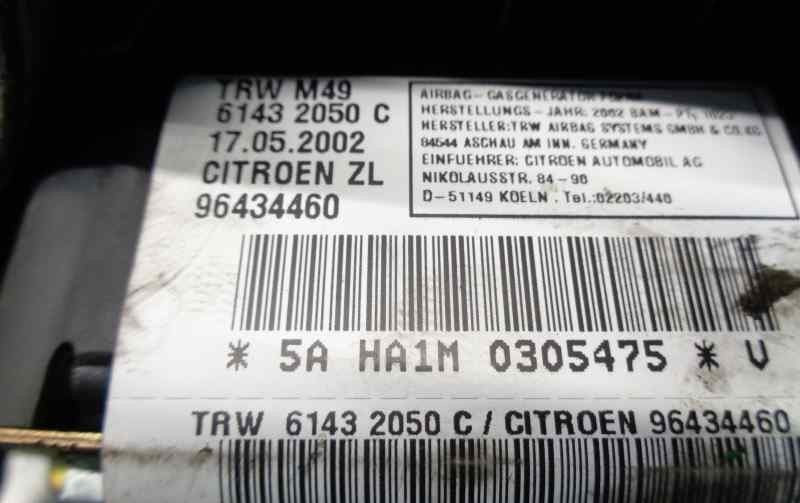 TRW M49
6143 2050 C
17.05.2002
CITROEN ZL
96434460
AIRBAG-GASGENERATOR
HERSTELLUNGS-JAHR: 2002 BAM-PT,
HERSTELLER:TRW AIRBAG SYSTEMS GMBH & CO.KG
84544 ASCHAU AM INN. GERMANY
EINFUEHRER: CITROEN AUTOMOBIL AG
NIKOLAUSSTR. 84-90
D-51149 KOELN . TEL.:02203/440
* 5A HA1M 0305475 * V
TRW 6143 2050 C / CITROEN 96434460